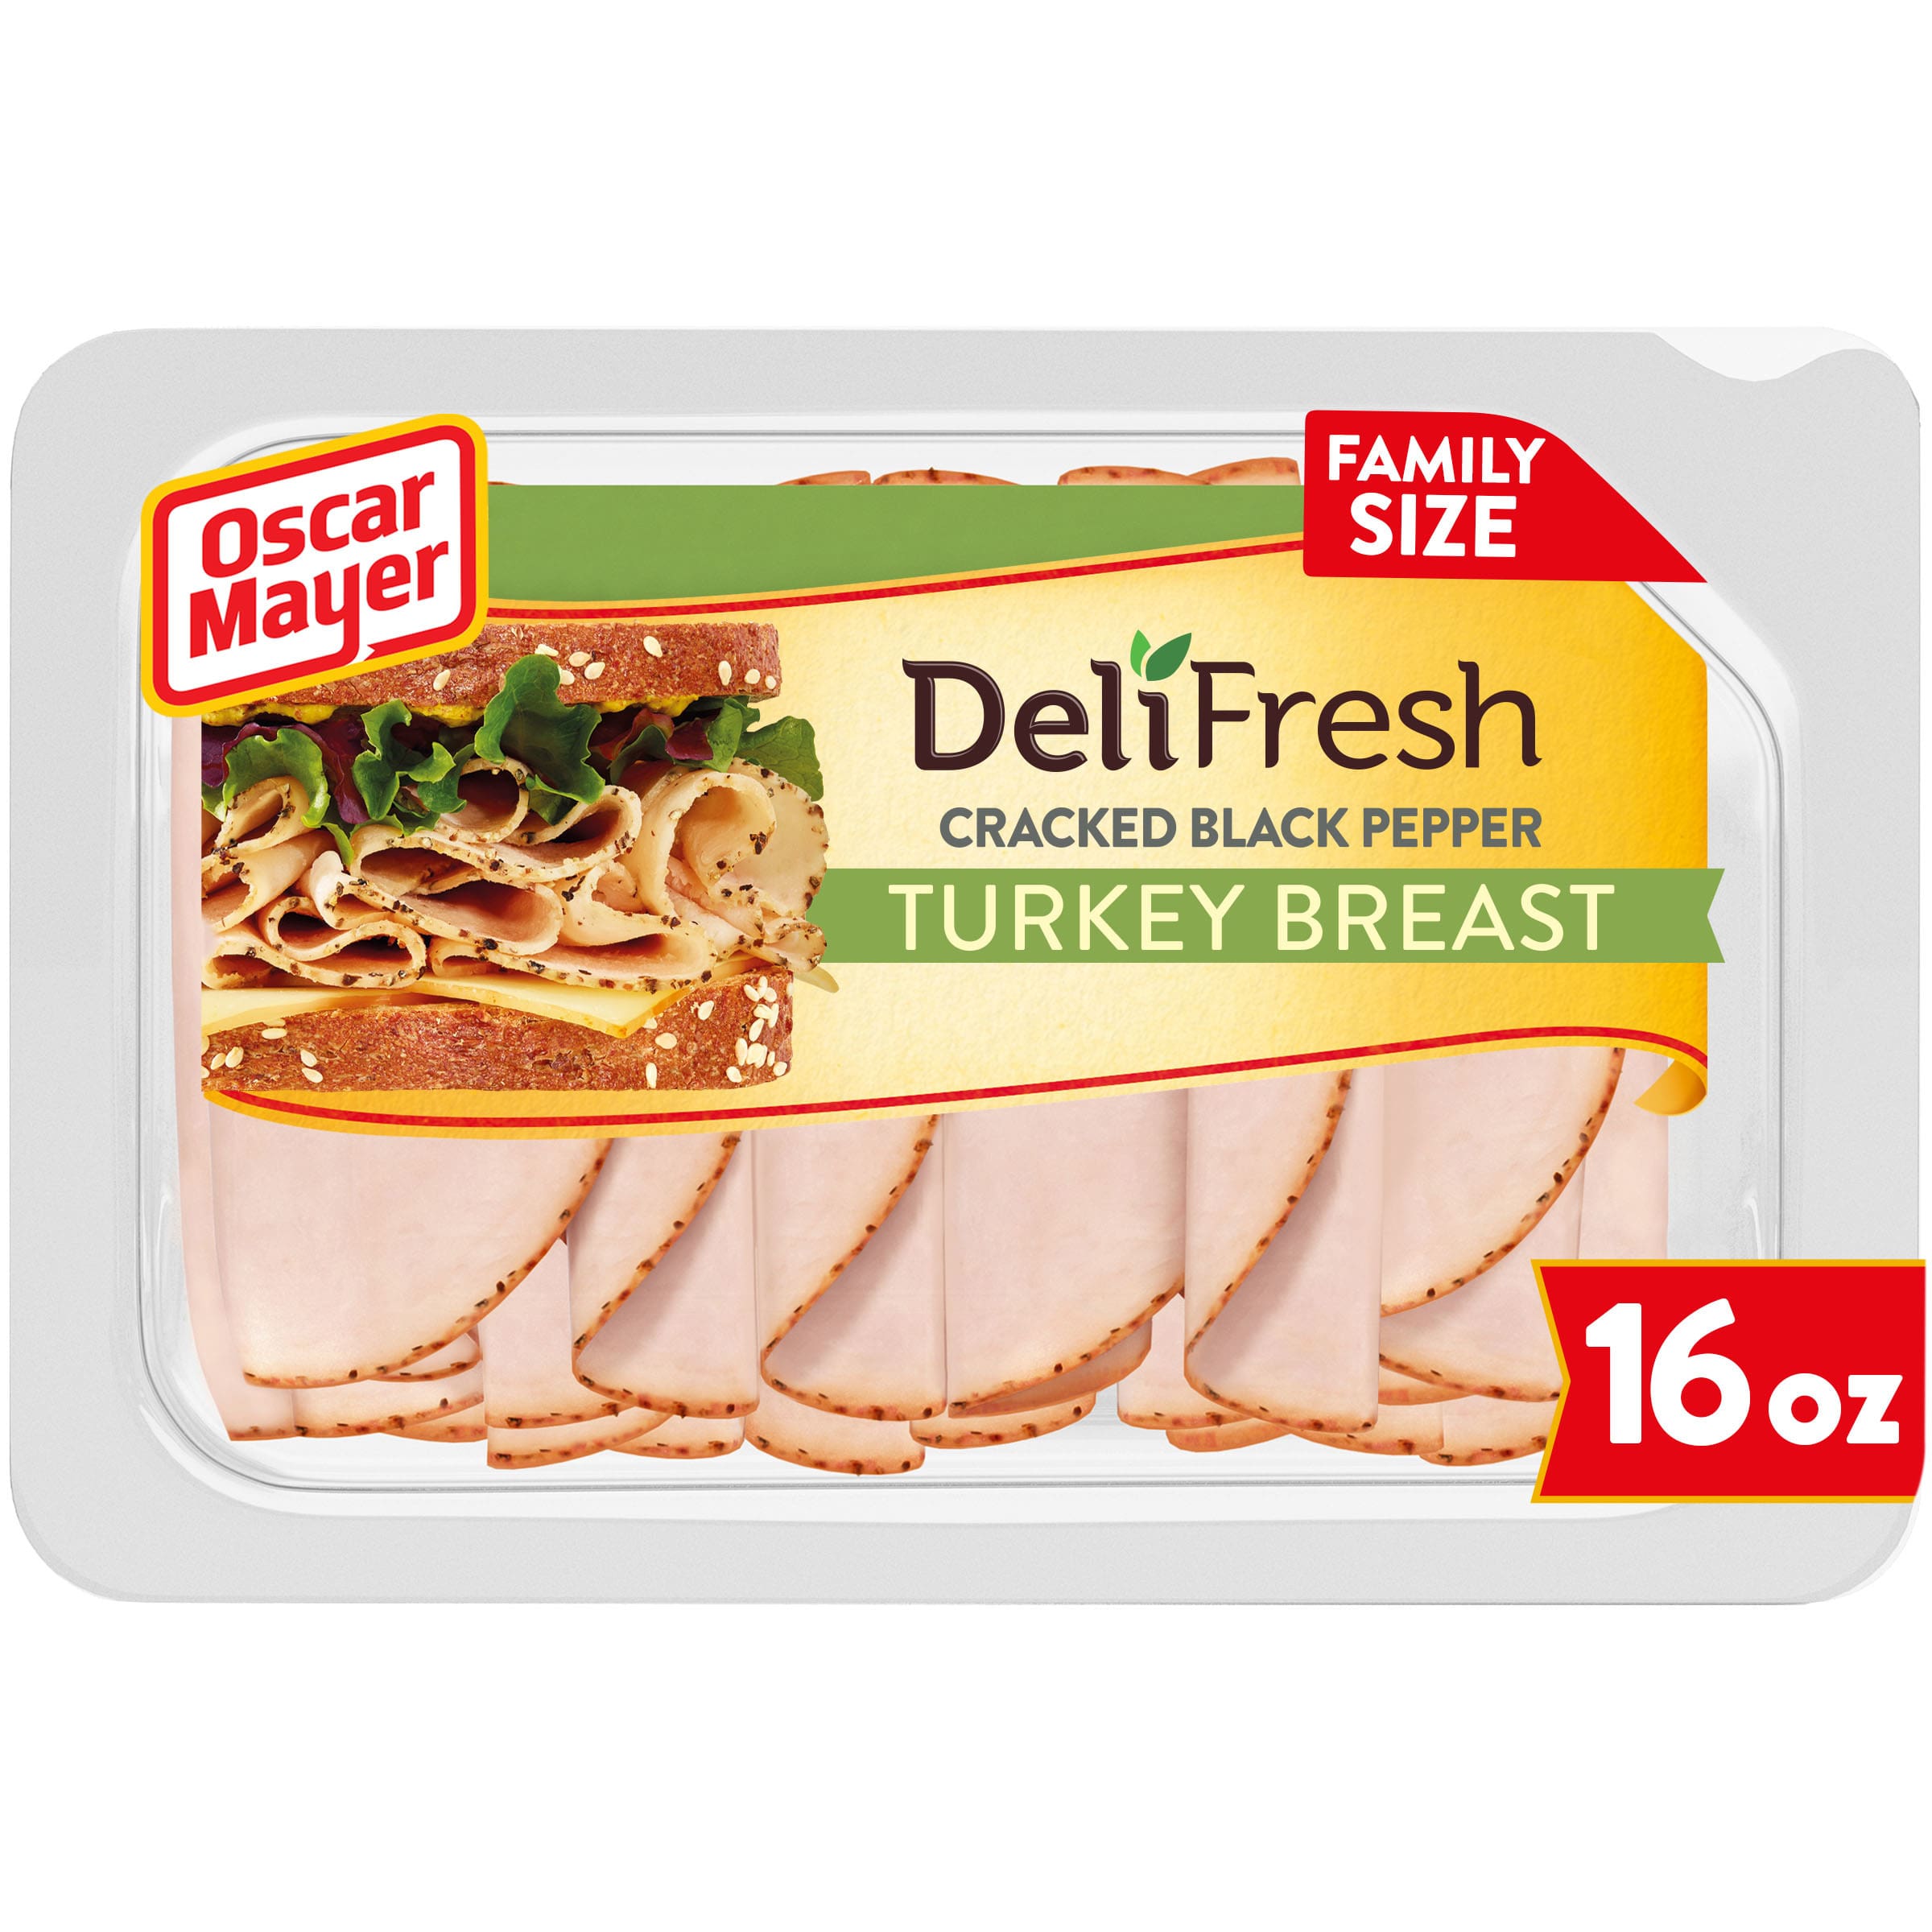 Oscar
Mayer
FAMILY
SIZE
DeliFresh
CRACKED BLACK PEPPER
TURKEY BREAST
16 oz